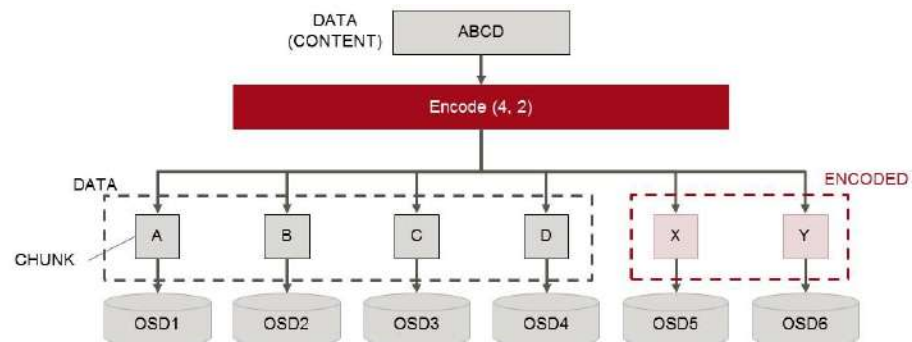 DATA
(CONTENT)
ABCD
Encode (4, 2)
DATA
ENCODED
A
B
C
D
X
Y
CHUNK
OSD1
OSD2
OSD3
OSD4
OSD5
OSD6